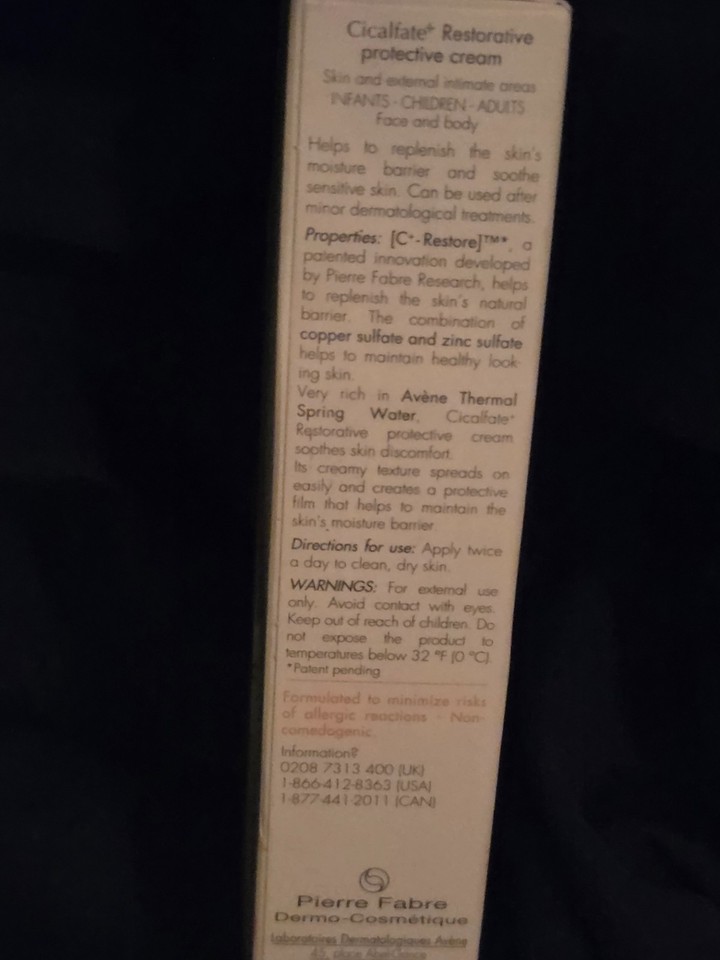 Cicalfate+ Restorative
protective cream
Skin and external intimate areas
INFANTS - CHILDREN - ADULTS
Face and body
Helps to replenish the skin's
moisture barrier and soothe
sensitive skin. Can be used after
minor dermatological treatments.
Properties: [C+-Restore]™*, a
patented innovation developed
by Pierre Fabre Research, helps
to replenish the skin's natural
barrier. The combination of
copper sulfate and zinc sulfate
helps to maintain healthy look-
ing skin.
Very rich in Avène Thermal
Spring Water, Cicalfate+
Restorative protective cream
soothes skin discomfort.
Its creamy texture spreads on
easily and creates a protective
film that helps to maintain the
skin's moisture barrier.
Directions for use: Apply twice
a day to clean, dry skin.
WARNINGS: For external use
only. Avoid contact with eyes.
Keep out of reach of children. Do
not expose the product to
temperatures below 32 °F (0 °C).
*Patent pending
Formulated to minimize risks
of allergic reactions - Non-
comedogenic.
Information?
0208 7313 400 (UK)
1-866-412-8363 (USA)
1-877-441-2011 (CAN)
Pierre Fabre
Dermo-Cosmétique
Laboratoires Dermatologiques Avène
45, place